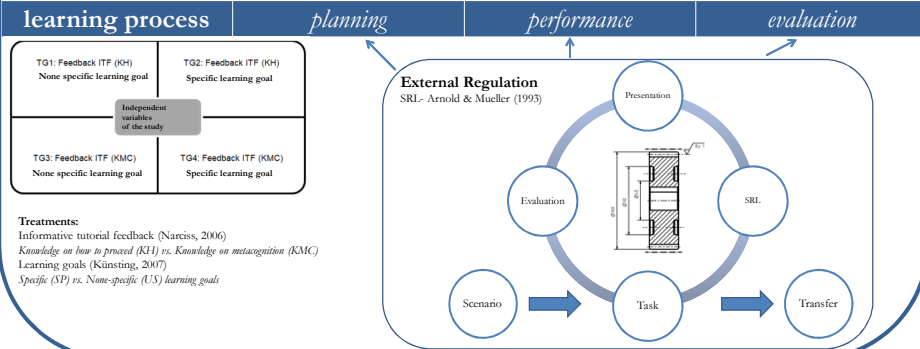 learning process planning performance evaluation
TG1: Feedback ITF (KH)
None specific learning goal
TG2: Feedback ITF (KH)
Specific learning goal
Independent
variables
of the study
TG3: Feedback ITF (KMC)
None specific learning goal
TG4: Feedback ITF (KMC)
Specific learning goal
Treatments:
Informative tutorial feedback (Narciss, 2006)
Knowledge on how to proceed (KH) vs. Knowledge on metacognition (KMC)
Learning goals (Künsting, 2007)
Specific (SP) vs. None-specific (US) learning goals
External Regulation
SRL- Arnold & Mueller (1993)
Presentation
Evaluation
SRL
Scenario
Task
Transfer